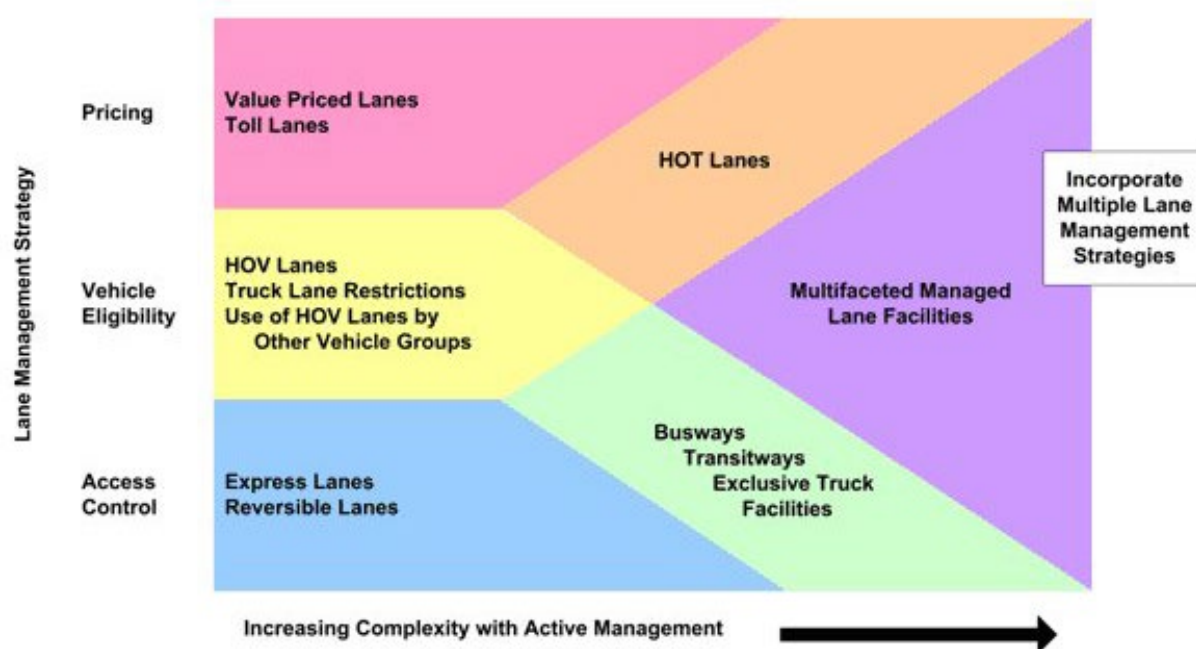 Lane Management Strategy
Pricing
Value Priced Lanes
Toll Lanes
HOT Lanes
Incorporate
Multiple Lane
Management
Strategies
Vehicle
Eligibility
HOV Lanes
Truck Lane Restrictions
Use of HOV Lanes by
Other Vehicle Groups
Multifaceted Managed
Lane Facilities
Busways
Transitways
Exclusive Truck
Facilities
Access
Control
Express Lanes
Reversible Lanes
Increasing Complexity with Active Management